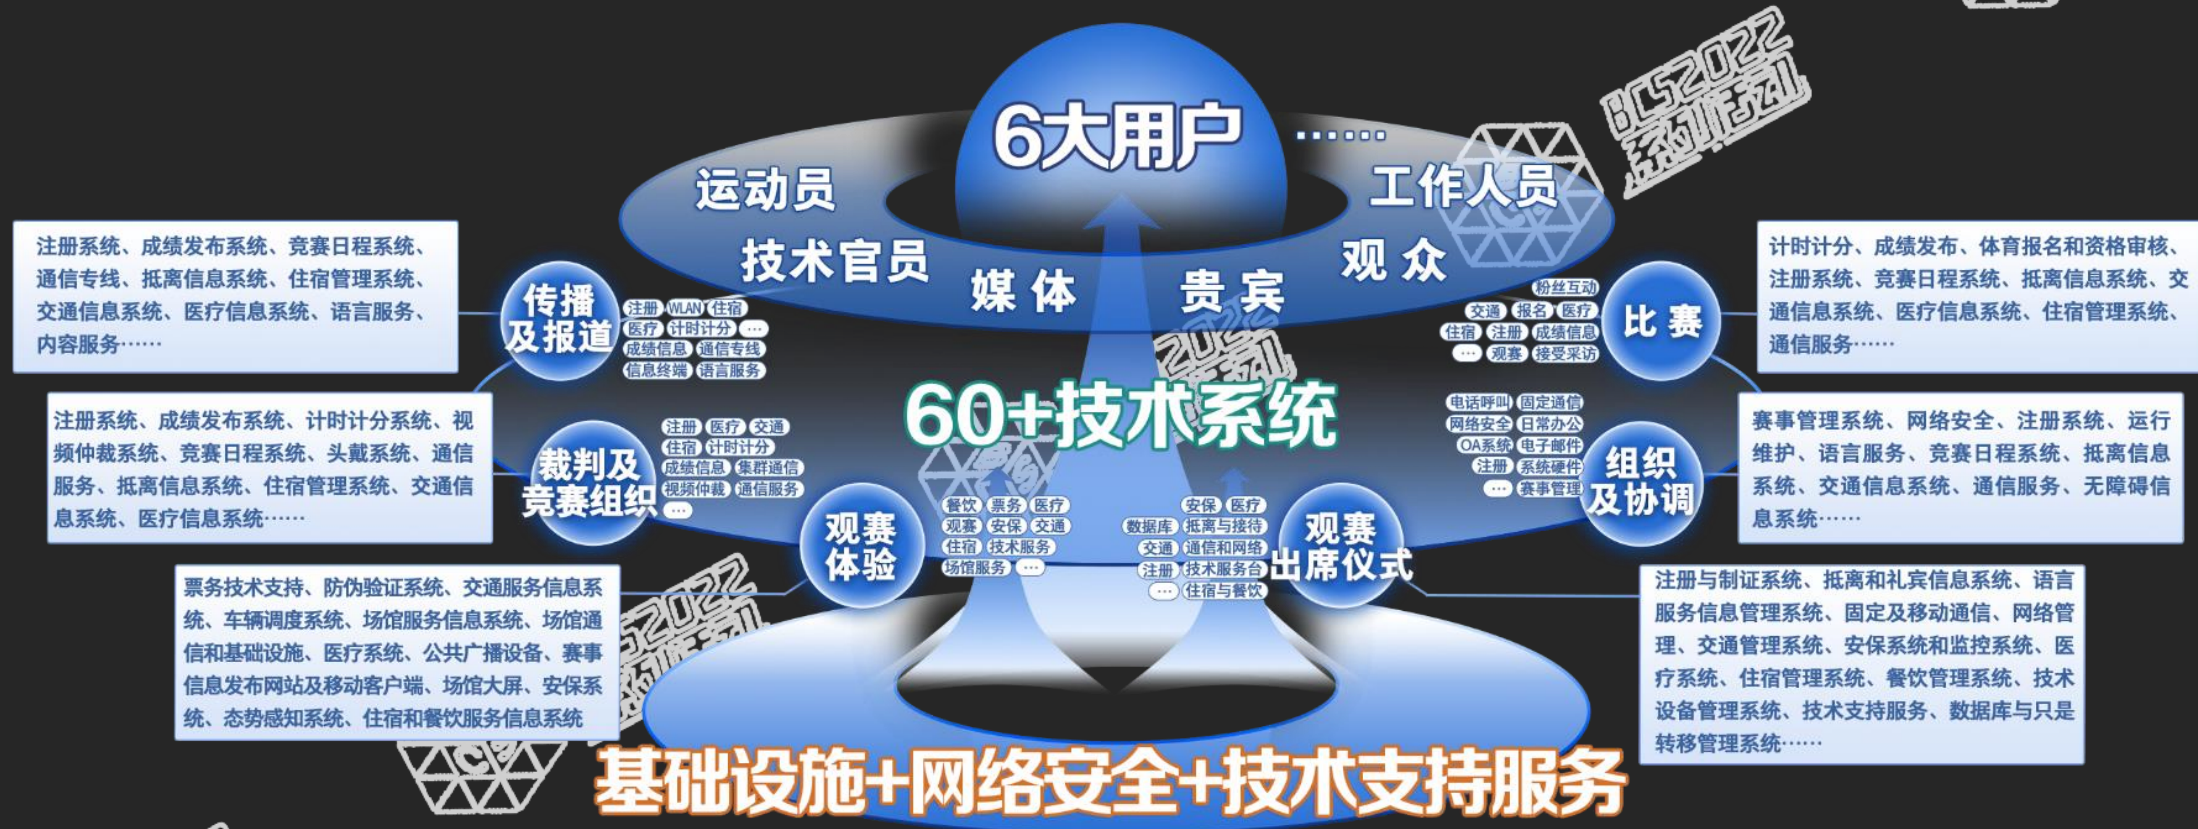 6大用户
……
运动员
工作人员
技术官员
观众
媒体
贵宾
60+技术系统
基础设施+网络安全+技术支持服务
注册系统、成绩发布系统、竞赛日程系统、
通信专线、抵离信息系统、住宿管理系统、
交通信息系统、医疗信息系统、语言服务、
内容服务……
传播
及报道
注册 WLAN 住宿
医疗 计时计分 …
成绩信息 通信专线
信息终端 语言服务
注册系统、成绩发布系统、计时计分系统、视
频仲裁系统、竞赛日程系统、头戴系统、通信
服务、抵离信息系统、住宿管理系统、交通信
息系统、医疗信息系统……
裁判及
竞赛组织
注册 医疗 交通
住宿 计时计分
成绩信息 集群通信
视频仲裁 通信服务
…
票务技术支持、防伪验证系统、交通服务信息系
统、车辆调度系统、场馆服务信息系统、场馆通
信和基础设施、医疗系统、公共广播设备、赛事
信息发布网站及移动客户端、场馆大屏、安保系
统、态势感知系统、住宿和餐饮服务信息系统
观赛
体验
餐饮 票务 医疗
观赛 安保 交通
住宿 技术服务
场馆服务 …
安保 医疗
数据库 抵离与接待
交通 通信和网络
注册 技术服务台
… 住宿与餐饮
观赛
出席仪式
注册与制证系统、抵离和礼宾信息系统、语言
服务信息管理系统、固定及移动通信、网络管
理、交通管理系统、安保系统和监控系统、医
疗系统、住宿管理系统、餐饮管理系统、技术
设备管理系统、技术支持服务、数据库与只是
转移管理系统……
粉丝互动
交通 报名 医疗
住宿 注册 成绩信息
… 观赛 接受采访
比赛
计时计分、成绩发布、体育报名和资格审核、
注册系统、竞赛日程系统、抵离信息系统、交
通信息系统、医疗信息系统、住宿管理系统、
通信服务……
电话呼叫 固定通信
网络安全 日常办公
OA系统 电子邮件
注册 系统硬件
… 赛事管理
组织
及协调
赛事管理系统、网络安全、注册系统、运行
维护、语言服务、竞赛日程系统、抵离信息
系统、交通信息系统、通信服务、无障碍信
息系统……
BCS2022